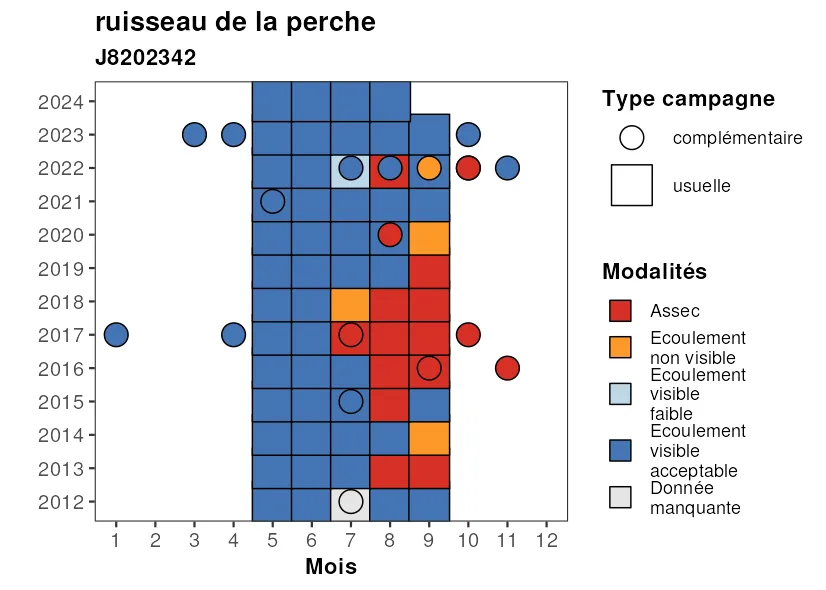 ruisseau de la perche
J8202342
2024
2023
2022
2021
2020
2019
2018
2017
2016
2015
2014
2013
2012
1 2 3 4 5 6 7 8 9 10 11 12
Mois
Type campagne
complémentaire
usuelle
Modalités
Assec
Ecoulement
non visible
Ecoulement
visible
faible
Ecoulement
visible
acceptable
Donnée
manquante